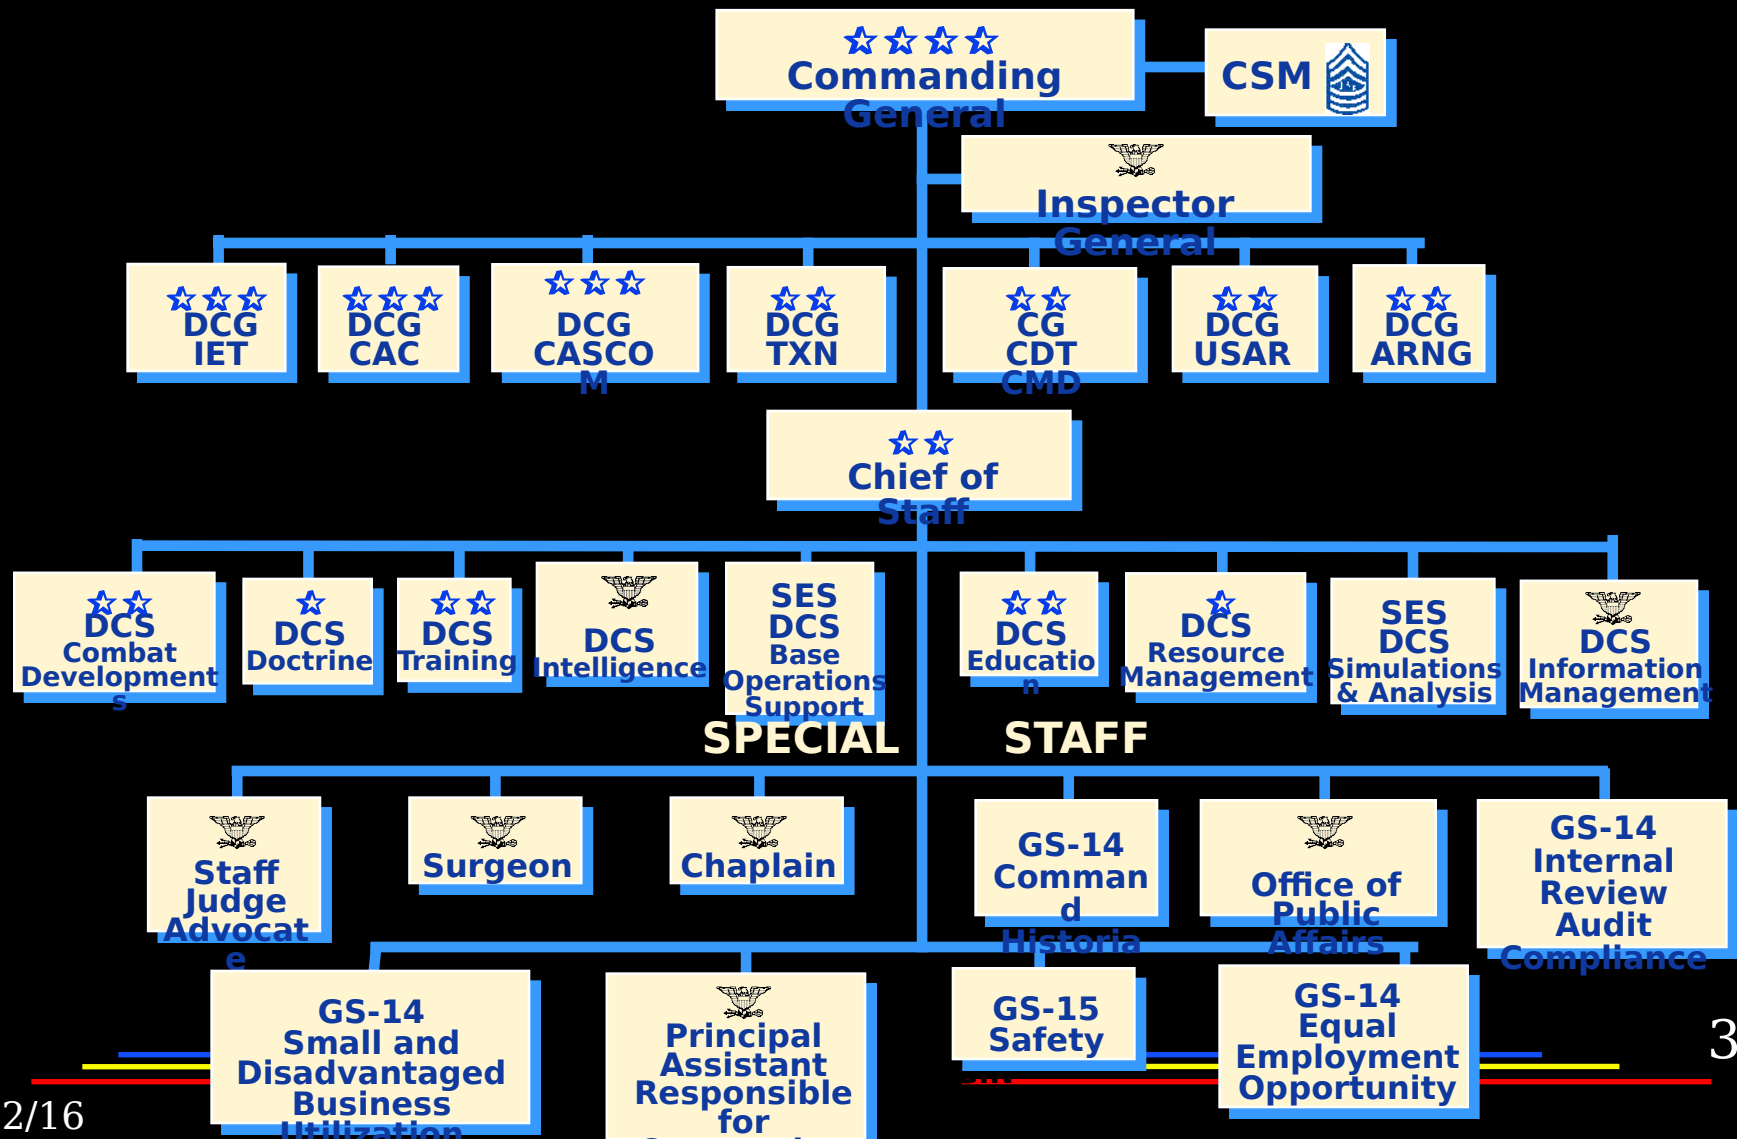 Commanding
General
CSM
Inspector
General
DCG
IET
DCG
CAC
DCG
CASCO
M
DCG
TXN
CG
CDT
CMD
DCG
USAR
DCG
ARNG
Chief of
Staff
DCS
Combat
Development
s
DCS
Doctrine
DCS
Training
DCS
Intelligence
SES
DCS
Base
Operations
Support
DCS
Educatio
n
DCS
Resource
Management
SES
DCS
Simulations
& Analysis
DCS
Information
Management
SPECIAL STAFF
Staff
Judge
Advocat
e
Surgeon
Chaplain
GS-14
Comman
d
Historia
Office of
Public
Affairs
GS-14
Internal
Review
Audit
Compliance
GS-14
Small and
Disadvantaged
Business
Utilization
Principal
Assistant
Responsible
for
GS-15
Safety
GS-14
Equal
Employment
Opportunity
3
2/16